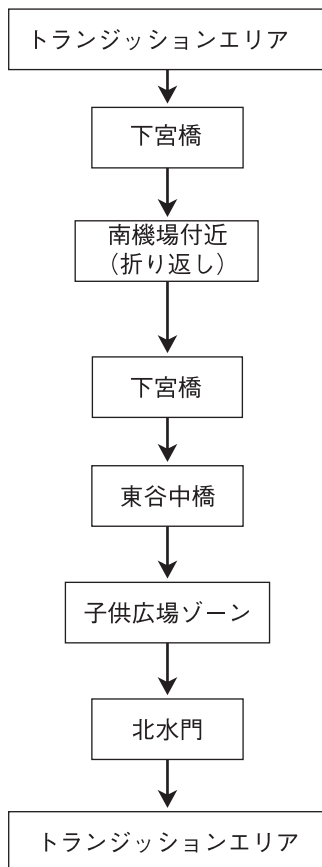 トランジッションエリア
下宮橋
南機場付近
（折り返し）
下宮橋
東谷中橋
子供広場ゾーン
北水門
トランジッションエリア